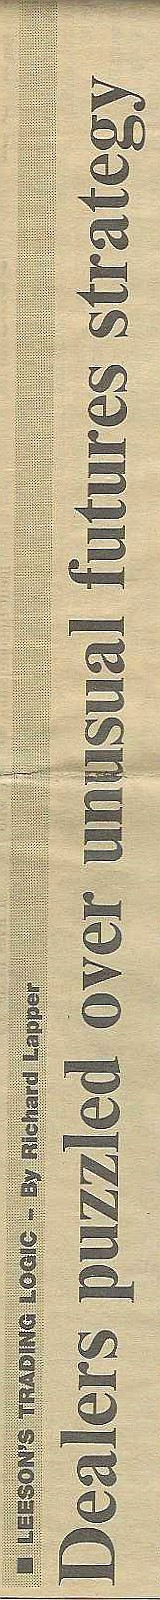 ■ LEESON'S TRADING LOGIC – By Richard Lapper
Dealers puzzled over unusual futures strategy